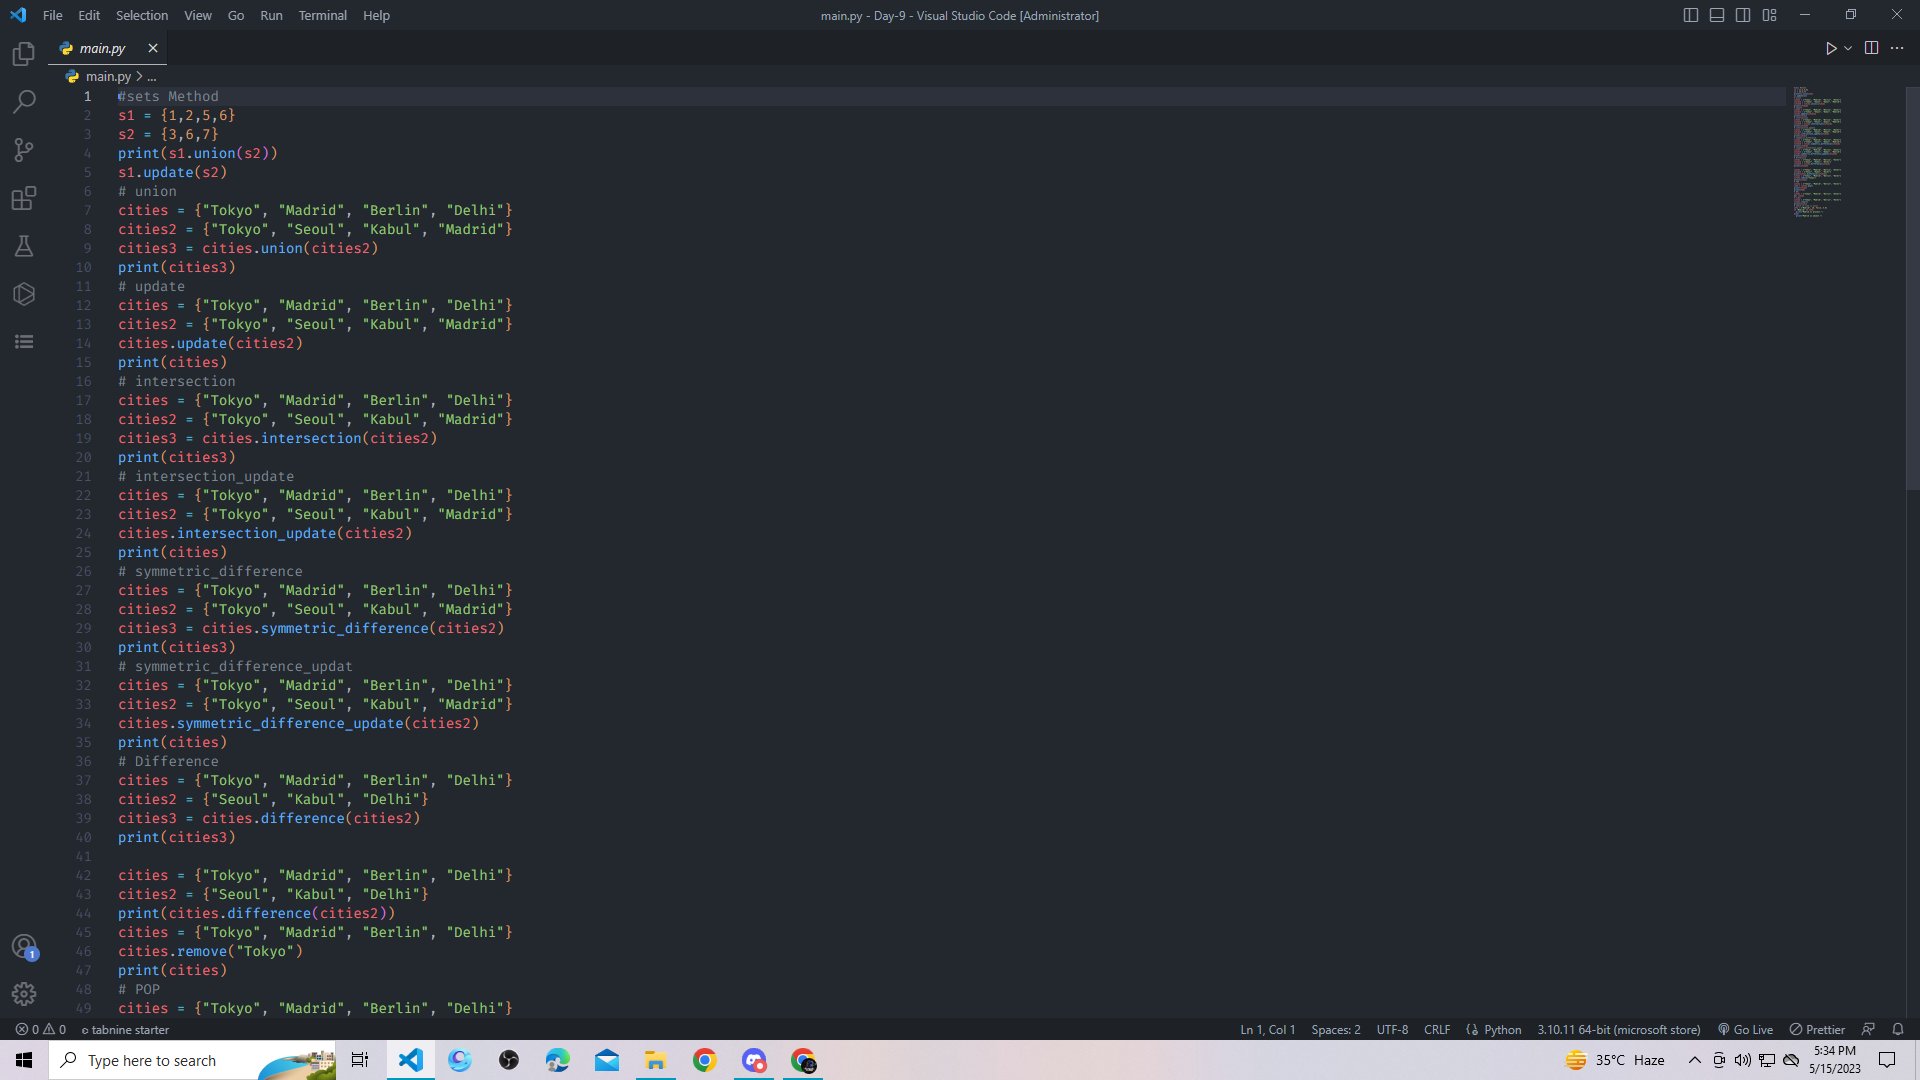 File Edit Selection View Go Run Terminal Help
main.py - Day-9 - Visual Studio Code [Administrator]
main.py
main.py > ...
1 #sets Method
2 s1 = {1,2,5,6}
3 s2 = {3,6,7}
4 print(s1.union(s2))
5 s1.update(s2)
6 # union
7 cities = {"Tokyo", "Madrid", "Berlin", "Delhi"}
8 cities2 = {"Tokyo", "Seoul", "Kabul", "Madrid"}
9 cities3 = cities.union(cities2)
10 print(cities3)
11 # update
12 cities = {"Tokyo", "Madrid", "Berlin", "Delhi"}
13 cities2 = {"Tokyo", "Seoul", "Kabul", "Madrid"}
14 cities.update(cities2)
15 print(cities)
16 # intersection
17 cities = {"Tokyo", "Madrid", "Berlin", "Delhi"}
18 cities2 = {"Tokyo", "Seoul", "Kabul", "Madrid"}
19 cities3 = cities.intersection(cities2)
20 print(cities3)
21 # intersection_update
22 cities = {"Tokyo", "Madrid", "Berlin", "Delhi"}
23 cities2 = {"Tokyo", "Seoul", "Kabul", "Madrid"}
24 cities.intersection_update(cities2)
25 print(cities)
26 # symmetric_difference
27 cities = {"Tokyo", "Madrid", "Berlin", "Delhi"}
28 cities2 = {"Tokyo", "Seoul", "Kabul", "Madrid"}
29 cities3 = cities.symmetric_difference(cities2)
30 print(cities3)
31 # symmetric_difference_updat
32 cities = {"Tokyo", "Madrid", "Berlin", "Delhi"}
33 cities2 = {"Tokyo", "Seoul", "Kabul", "Madrid"}
34 cities.symmetric_difference_update(cities2)
35 print(cities)
36 # Difference
37 cities = {"Tokyo", "Madrid", "Berlin", "Delhi"}
38 cities2 = {"Seoul", "Kabul", "Delhi"}
39 cities3 = cities.difference(cities2)
40 print(cities3)
41
42 cities = {"Tokyo", "Madrid", "Berlin", "Delhi"}
43 cities2 = {"Seoul", "Kabul", "Delhi"}
44 print(cities.difference(cities2))
45 cities = {"Tokyo", "Madrid", "Berlin", "Delhi"}
46 cities.remove("Tokyo")
47 print(cities)
48 # POP
49 cities = {"Tokyo", "Madrid", "Berlin", "Delhi"}
1
0 0 tabnine starter Ln 1, Col 1 Spaces: 2 UTF-8 CRLF Python 3.10.11 64-bit (microsoft store) Go Live Prettier
Type here to search 35°C Haze 5:34 PM
5/15/2023